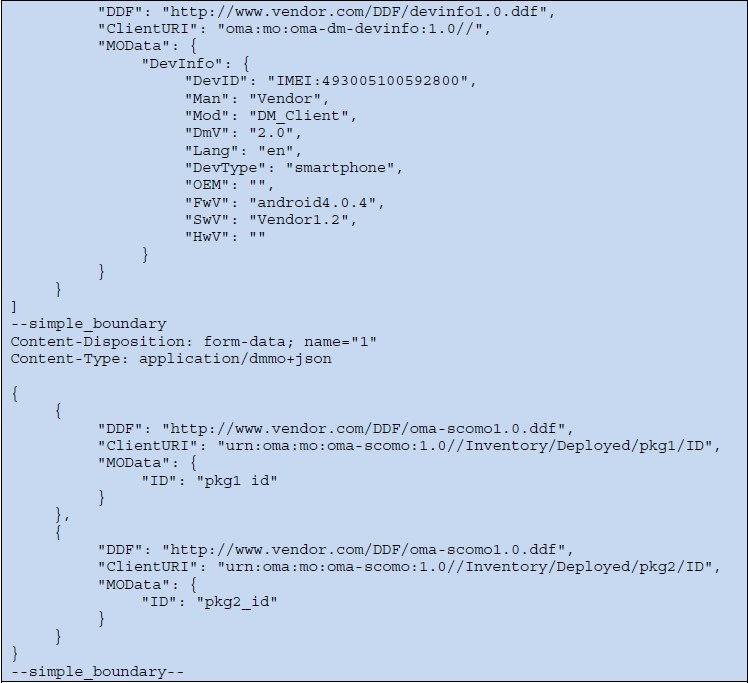 "DDF": "http://www.vendor.com/DDF/devinfo1.0.ddf",
"ClientURI": "oma:mo:oma-dm-devinfo:1.0//",
"MOData": {
"DevInfo": {
"DevID": "IMEI:493005100592800",
"Man": "Vendor",
"Mod": "DM_Client",
"DmV": "2.0",
"Lang": "en",
"DevType": "smartphone",
"OEM": "",
"FwV": "android4.0.4",
"SwV": "Vendor1.2",
"HwV": ""
}
}
}
]
--simple_boundary
Content-Disposition: form-data; name="1"
Content-Type: application/dmmo+json
{
{
"DDF": "http://www.vendor.com/DDF/oma-scomo1.0.ddf",
"ClientURI": "urn:oma:mo:oma-scomo:1.0//Inventory/Deployed/pkg1/ID",
"MOData": {
"ID": "pkg1 id"
}
},
{
"DDF": "http://www.vendor.com/DDF/oma-scomo1.0.ddf",
"ClientURI": "urn:oma:mo:oma-scomo:1.0//Inventory/Deployed/pkg2/ID",
"MOData": {
"ID": "pkg2_id"
}
}
}
--simple_boundary--